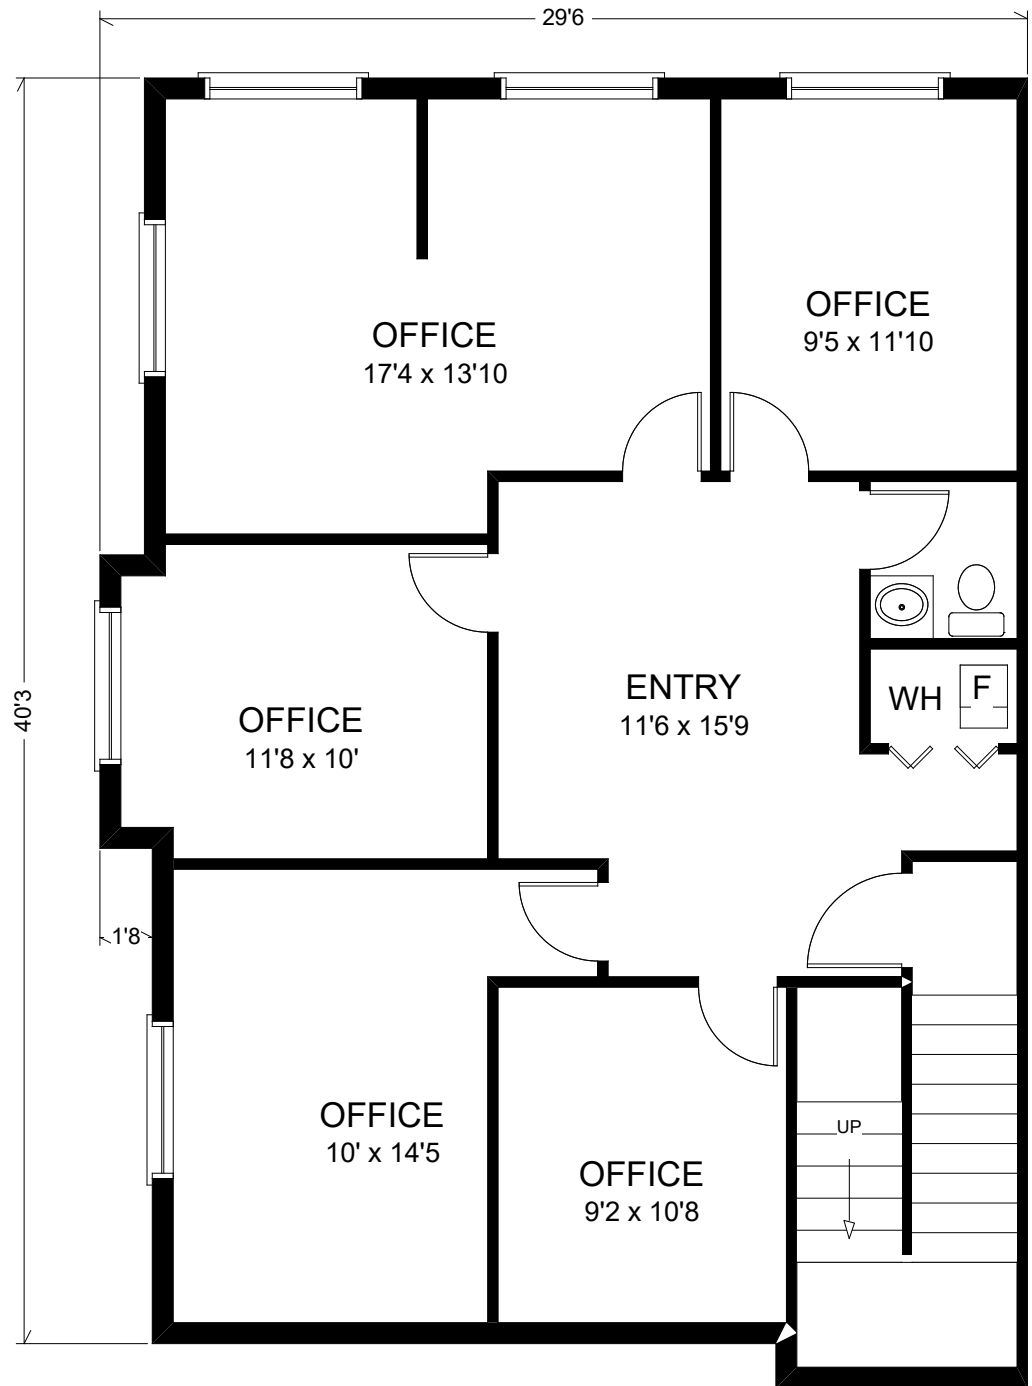 29'6
OFFICE
9'5 x 11'10
OFFICE
17'4 x 13'10
40'3
ENTRY
11'6 x 15'9
WH
F
OFFICE
11'8 x 10'
1'8
OFFICE
10' x 14'5
UP
OFFICE
9'2 x 10'8